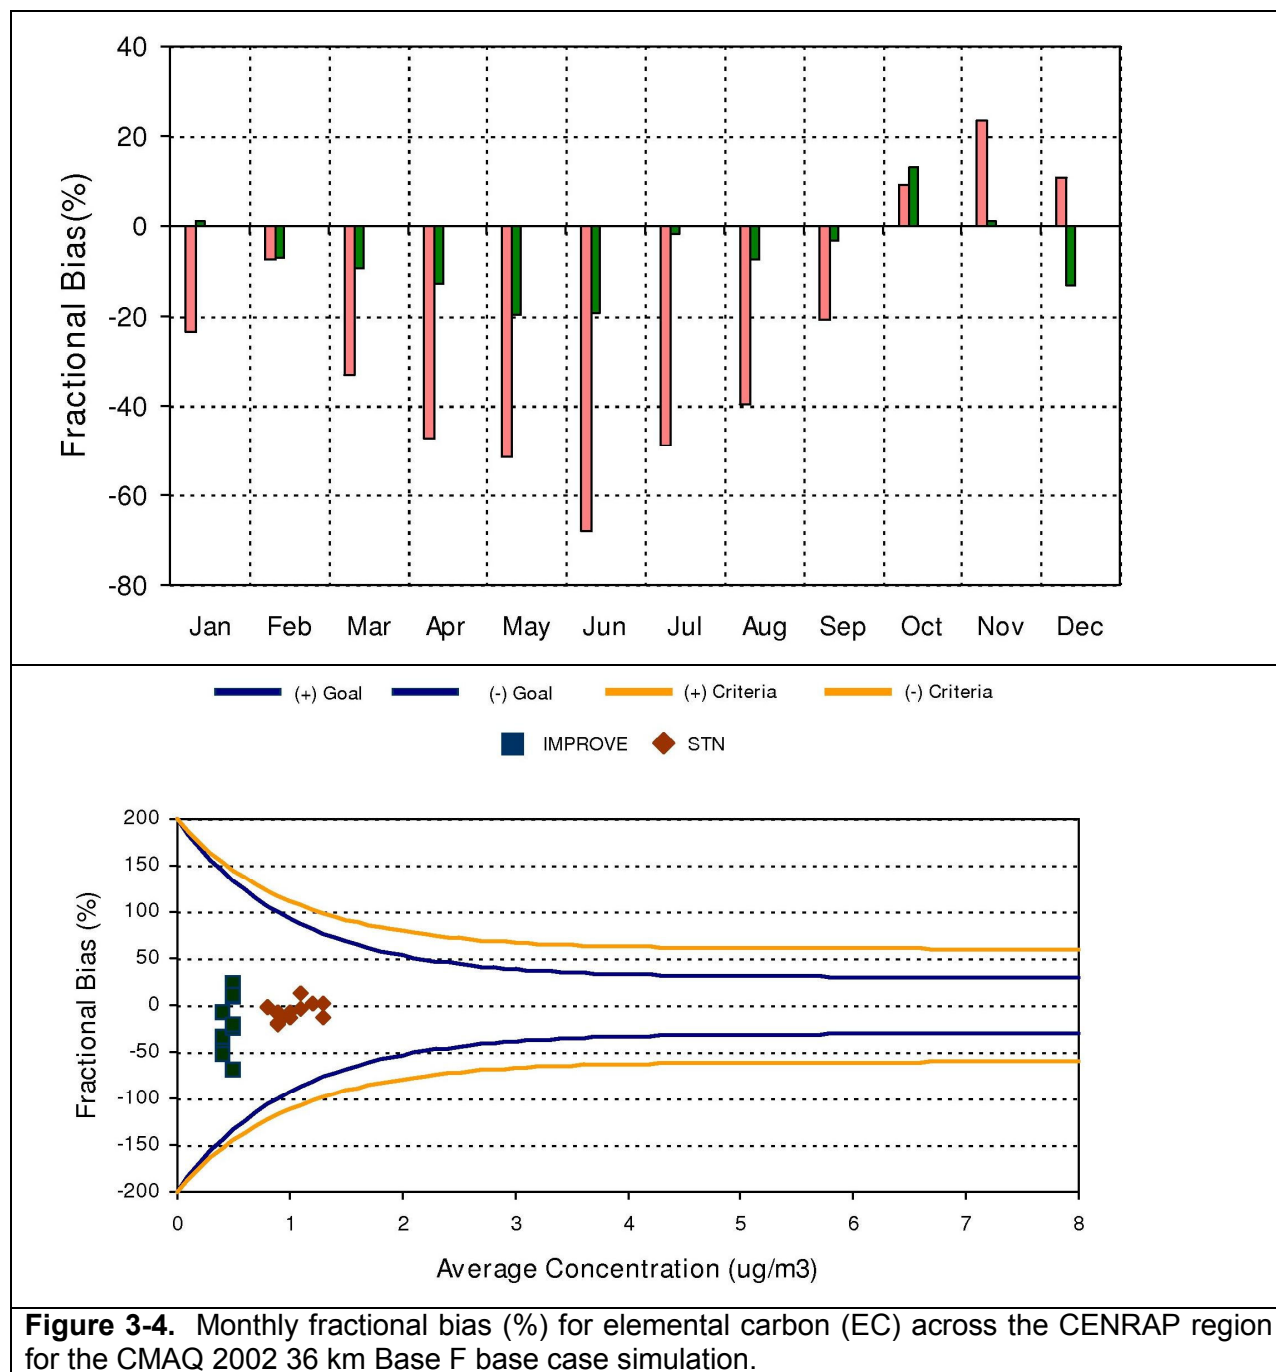 40
20
0
-20
-40
-60
-80
Fractional Bias(%)
Jan Feb Mar Apr May Jun Jul Aug Sep Oct Nov Dec
(+) Goal (-) Goal (+) Criteria (-) Criteria
IMPROVE STN
200
150
100
50
0
-50
-100
-150
-200
Fractional Bias (%)
0 1 2 3 4 5 6 7 8
Average Concentration (ug/m3)
Figure 3-4. Monthly fractional bias (%) for elemental carbon (EC) across the CENRAP region
for the CMAQ 2002 36 km Base F base case simulation.